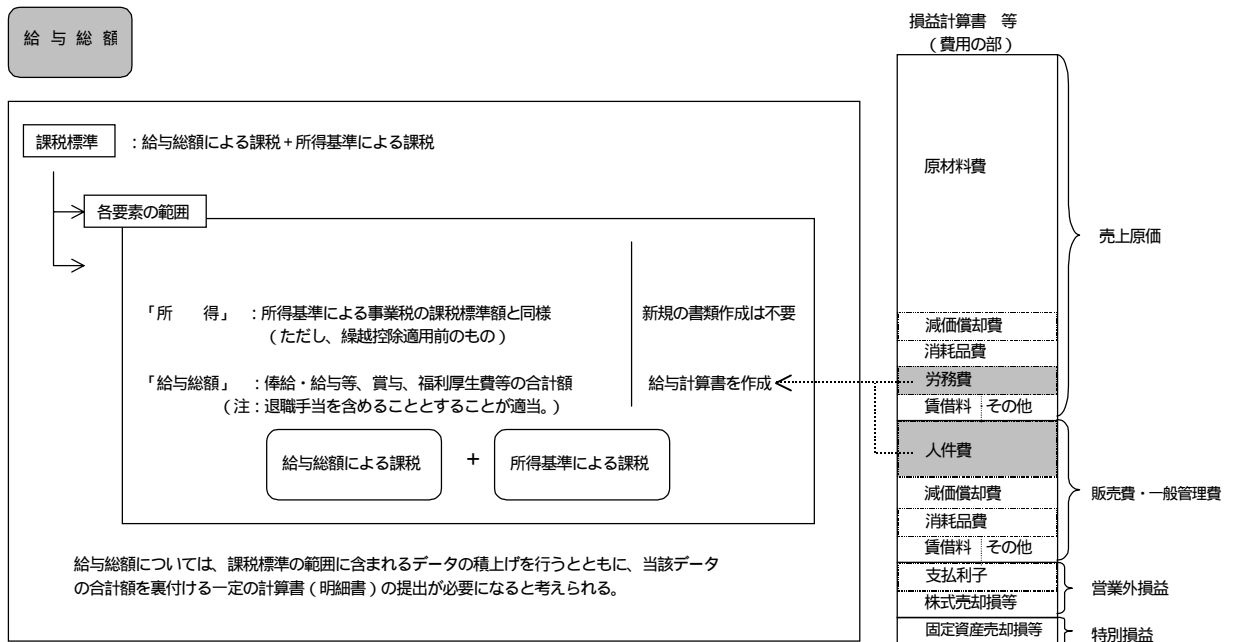 給与総額
課税標準 ：給与総額による課税+所得基準による課税
各要素の範囲
「所　　得」 ：所得基準による事業税の課税標準額と同様 新規の書類作成は不要
（ただし、繰越控除適用前のもの）
「給与総額」 ：俸給・給与等、賞与、福利厚生費等の合計額 給与計算書を作成
（注：退職手当を含めることとすることが適当。）
給与総額による課税 + 所得基準による課税
給与総額については、課税標準の範囲に含まれるデータの積上げを行うとともに、当該データ
の合計額を裏付ける一定の計算書（明細書）の提出が必要になると考えられる。
損益計算書　等
（費用の部）
原材料費
売上原価
減価償却費
消耗品費
労務費
賃借料 その他
人件費
減価償却費
販売費・一般管理費
消耗品費
賃借料 その他
支払利子
営業外損益
株式売却損等
固定資産売却損等
特別損益